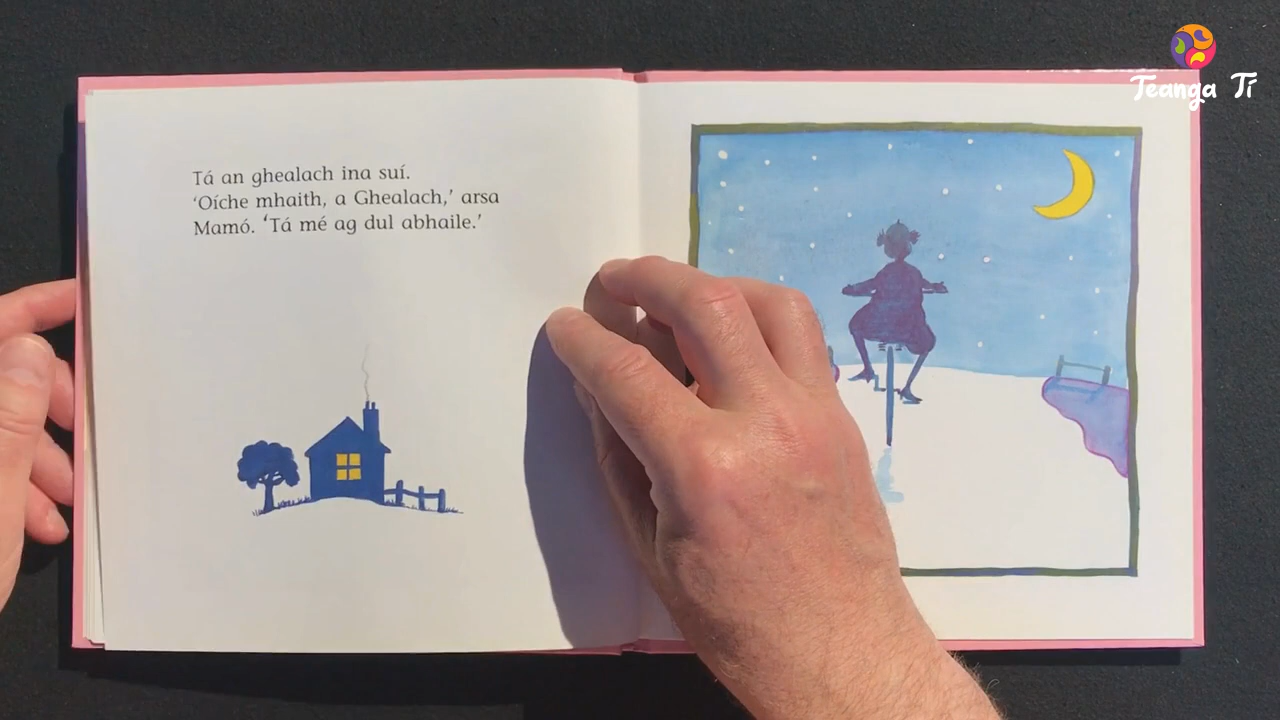 Teanga Tí
Tá an ghealach ina suí.
‘Oíche mhaith, a Ghealach,’ arsa
Mamó. ‘Tá mé ag dul abhaile.’